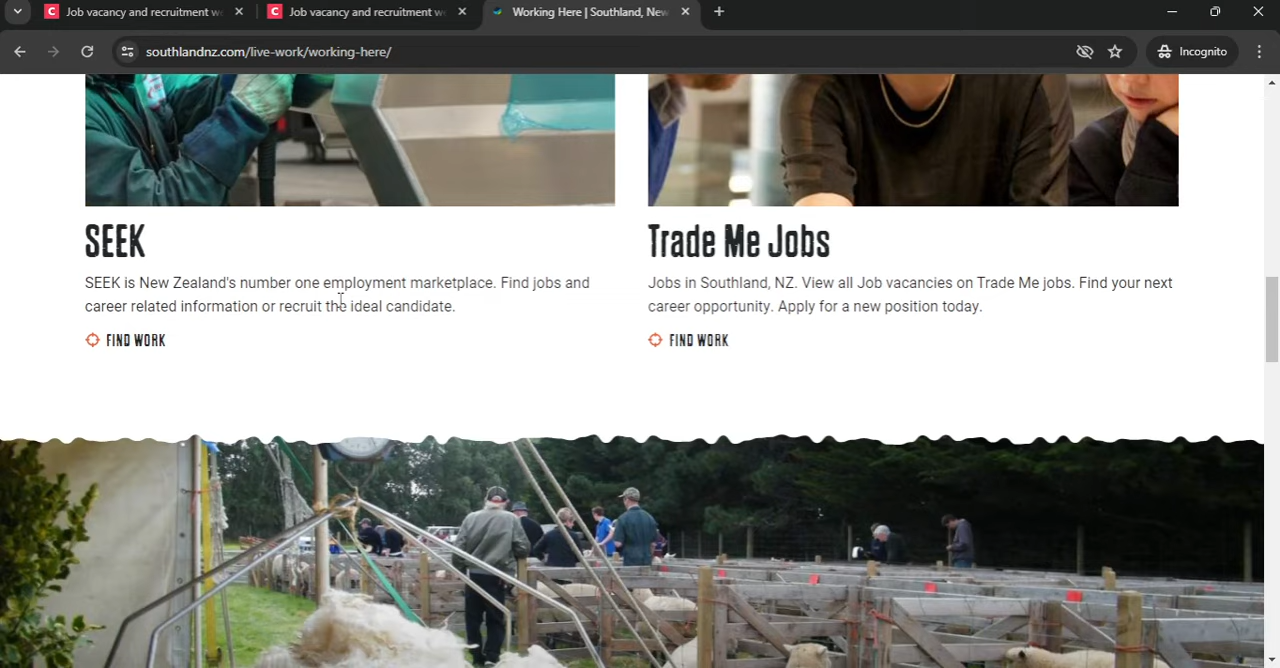 Job vacancy and recruitment w
Job vacancy and recruitment w
Working Here | Southland, New
southlandnz.com/live-work/working-here/
Incognito
SEEK
SEEK is New Zealand's number one employment marketplace. Find jobs and
career related information or recruit the ideal candidate.
FIND WORK
Trade Me Jobs
Jobs in Southland, NZ. View all Job vacancies on Trade Me jobs. Find your next
career opportunity. Apply for a new position today.
FIND WORK